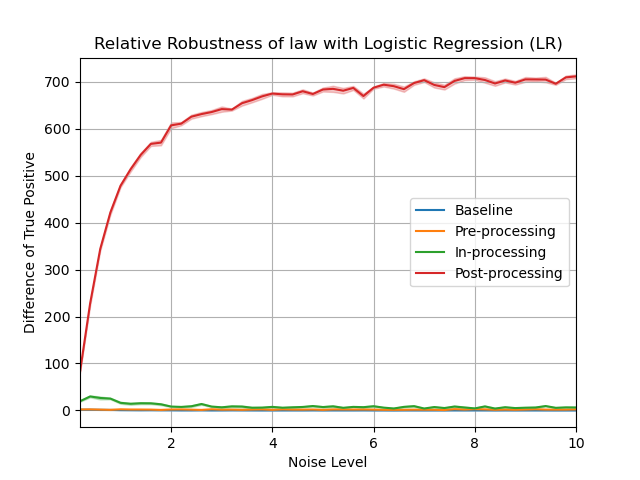 Relative Robustness of law with Logistic Regression (LR)
Difference of True Positive
700
600
500
400
300
200
100
0
Baseline
Pre-processing
In-processing
Post-processing
2 4 6 8 10
Noise Level